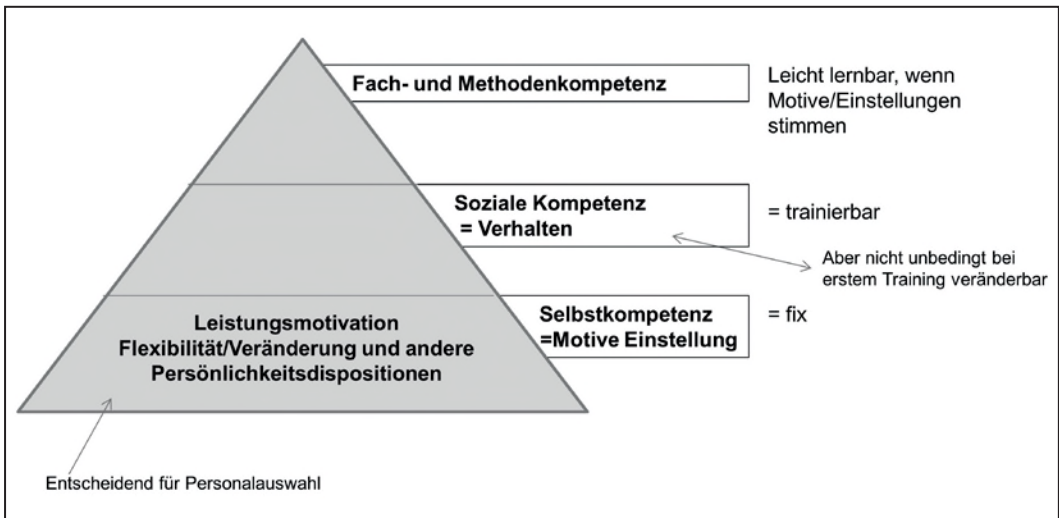 Fach- und Methodenkompetenz
Leicht lernbar, wenn
Motive/Einstellungen
stimmen
Soziale Kompetenz
= Verhalten
= trainierbar
Aber nicht unbedingt bei
erstem Training veränderbar
Selbstkompetenz
=Motive Einstellung
= fix
Leistungsmotivation
Flexibilität/Veränderung und andere
Persönlichkeitsdispositionen
Entscheidend für Personalauswahl